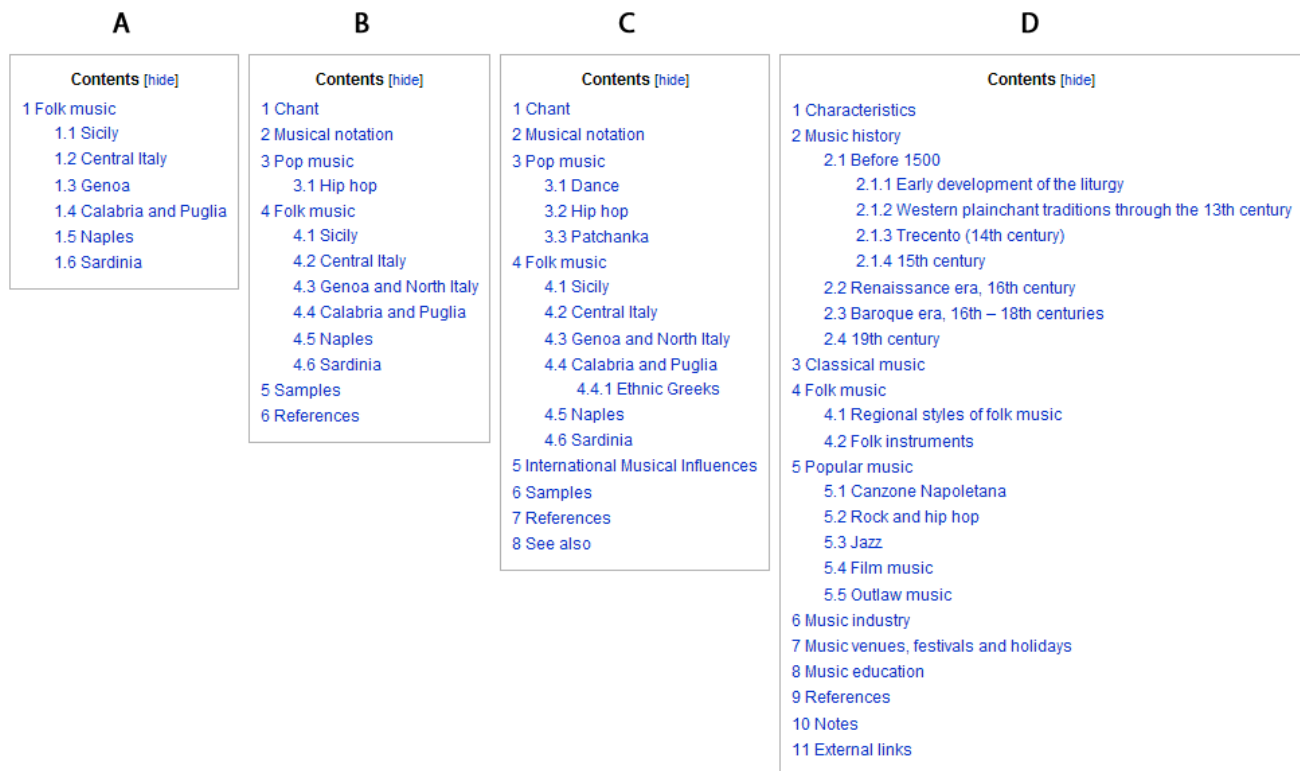 A
Contents [hide]
1 Folk music
1.1 Sicily
1.2 Central Italy
1.3 Genoa
1.4 Calabria and Puglia
1.5 Naples
1.6 Sardinia
B
Contents [hide]
1 Chant
2 Musical notation
3 Pop music
3.1 Hip hop
4 Folk music
4.1 Sicily
4.2 Central Italy
4.3 Genoa and North Italy
4.4 Calabria and Puglia
4.5 Naples
4.6 Sardinia
5 Samples
6 References
C
Contents [hide]
1 Chant
2 Musical notation
3 Pop music
3.1 Dance
3.2 Hip hop
3.3 Patchanka
4 Folk music
4.1 Sicily
4.2 Central Italy
4.3 Genoa and North Italy
4.4 Calabria and Puglia
4.4.1 Ethnic Greeks
4.5 Naples
4.6 Sardinia
5 International Musical Influences
6 Samples
7 References
8 See also
D
Contents [hide]
1 Characteristics
2 Music history
2.1 Before 1500
2.1.1 Early development of the liturgy
2.1.2 Western plainchant traditions through the 13th century
2.1.3 Trecento (14th century)
2.1.4 15th century
2.2 Renaissance era, 16th century
2.3 Baroque era, 16th – 18th centuries
2.4 19th century
3 Classical music
4 Folk music
4.1 Regional styles of folk music
4.2 Folk instruments
5 Popular music
5.1 Canzone Napoletana
5.2 Rock and hip hop
5.3 Jazz
5.4 Film music
5.5 Outlaw music
6 Music industry
7 Music venues, festivals and holidays
8 Music education
9 References
10 Notes
11 External links